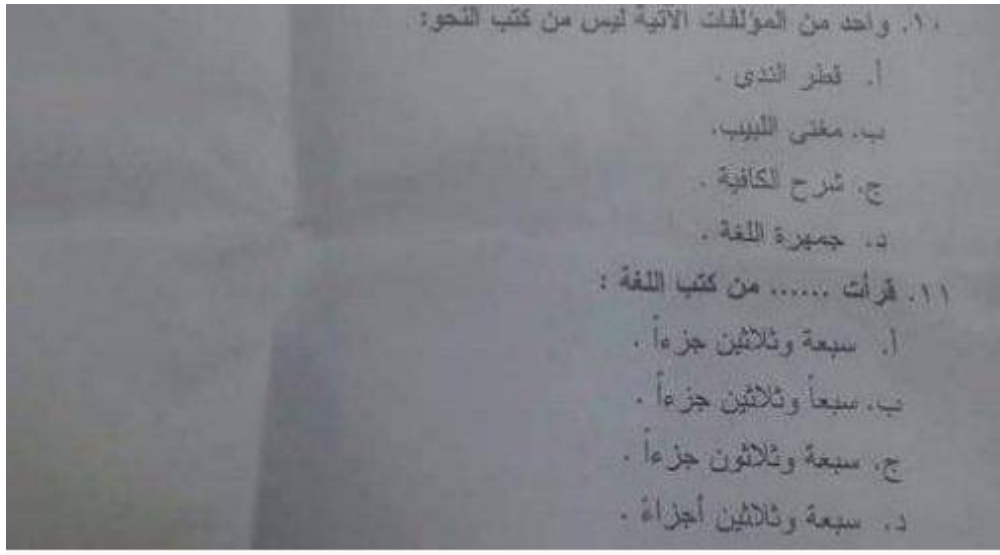 ١٠. واحد من المؤلفات الآتية ليس من كتب النحو:
أ. قطر الندى .
ب. مغني اللبيب.
ج. شرح الكافية .
د. جمهرة اللغة .
١١. قرأت ...... من كتب اللغة :
أ. سبعة وثلاثين جزءاً .
ب. سبعاً وثلاثين جزءاً .
ج. سبعة وثلاثون جزءاً .
د. سبعة وثلاثين أجزاءً .